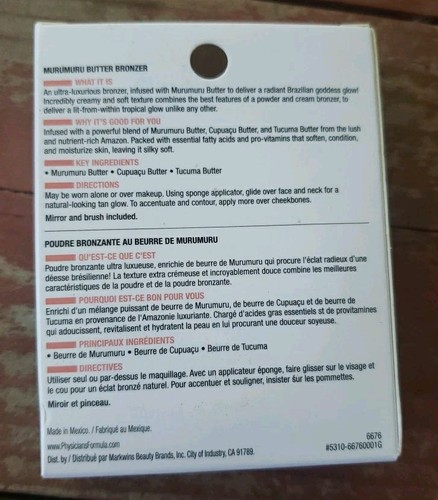 MURUMURU BUTTER BRONZER
WHAT IT IS
An ultra-luxurious bronzer, infused with Murumuru Butter to deliver a radiant Brazilian goddess glow!
Incredibly creamy and soft texture combines the best features of a powder and cream bronzer, to
deliver a lit-from-within tropical glow unlike any other.
WHY IT'S GOOD FOR YOU
Infused with a powerful blend of Murumuru Butter, Cupuaçu Butter, and Tucuma Butter from the lush
and nutrient-rich Amazon. Packed with essential fatty acids and pro-vitamins that soften, condition,
and moisturize skin, leaving it silky soft.
KEY INGREDIENTS
• Murumuru Butter • Cupuaçu Butter • Tucuma Butter
DIRECTIONS
May be worn alone or over makeup. Using sponge applicator, glide over face and neck for a
natural-looking tan glow. To accentuate and contour, apply more over cheekbones.
Mirror and brush included.
POUDRE BRONZANTE AU BEURRE DE MURUMURU
QU'EST-CE QUE C'EST
Poudre bronzante ultra luxueuse, enrichie de beurre de Murumuru qui procure l'éclat radieux d'une
déesse brésilienne! La texture extra crémeuse et incroyablement douce combine les meilleures
caractéristiques de la poudre et de la poudre bronzante.
POURQUOI EST-CE BON POUR VOUS
Enrichi d'un mélange puissant de beurre de Murumuru, de beurre de Cupuaçu et de beurre de
Tucuma en provenance de l'Amazonie luxuriante. Chargé d'acides gras essentiels et de provitamines
qui adoucissent, revitalisent et hydratent la peau en lui procurant une douceur soyeuse.
PRINCIPAUX INGRÉDIENTS
• Beurre de Murumuru • Beurre de Cupuaçu • Beurre de Tucuma
DIRECTIVES
Utiliser seul ou par-dessus le maquillage. Avec un applicateur éponge, faire glisser sur le visage et
le cou pour un éclat bronzé naturel. Pour accentuer et souligner, insister sur les pommettes.
Miroir et pinceau.
Made in Mexico. / Fabriqué au Mexique.
www.PhysiciansFormula.com
6676
Dist. by / Distribué par Markwins Beauty Brands, Inc. City of Industry, CA 91789.
#5310-66760001G